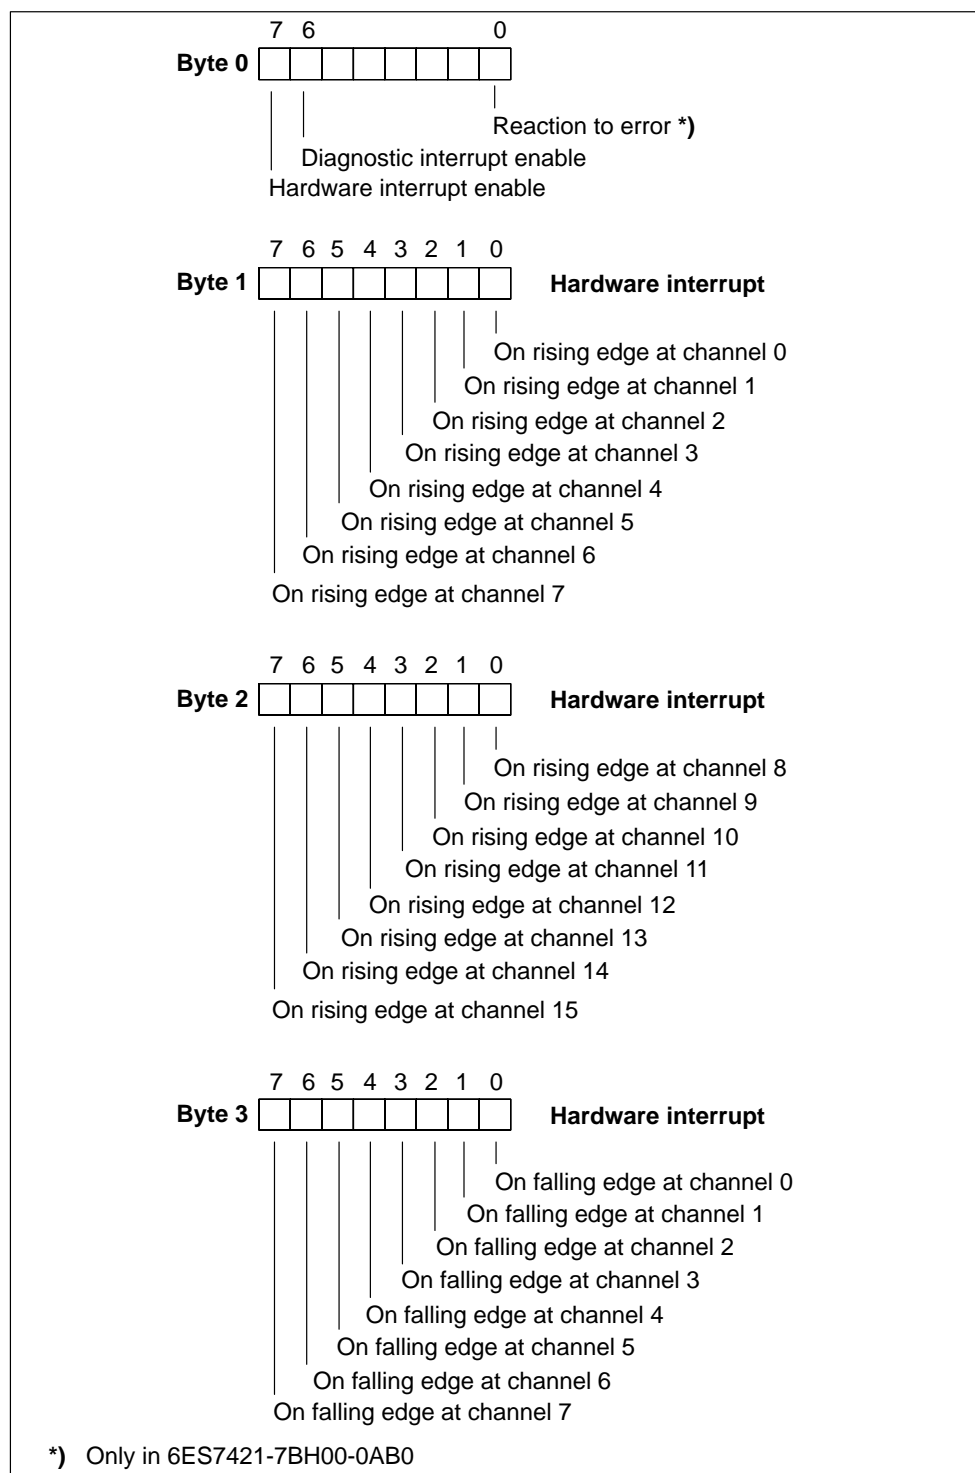 7 6 0
Byte 0
Reaction to error *)
Diagnostic interrupt enable
Hardware interrupt enable
7 6 5 4 3 2 1 0
Byte 1 Hardware interrupt
On rising edge at channel 0
On rising edge at channel 1
On rising edge at channel 2
On rising edge at channel 3
On rising edge at channel 4
On rising edge at channel 5
On rising edge at channel 6
On rising edge at channel 7
7 6 5 4 3 2 1 0
Byte 2 Hardware interrupt
On rising edge at channel 8
On rising edge at channel 9
On rising edge at channel 10
On rising edge at channel 11
On rising edge at channel 12
On rising edge at channel 13
On rising edge at channel 14
On rising edge at channel 15
7 6 5 4 3 2 1 0
Byte 3 Hardware interrupt
On falling edge at channel 0
On falling edge at channel 1
On falling edge at channel 2
On falling edge at channel 3
On falling edge at channel 4
On falling edge at channel 5
On falling edge at channel 6
On falling edge at channel 7
*) Only in 6ES7421-7BH00-0AB0